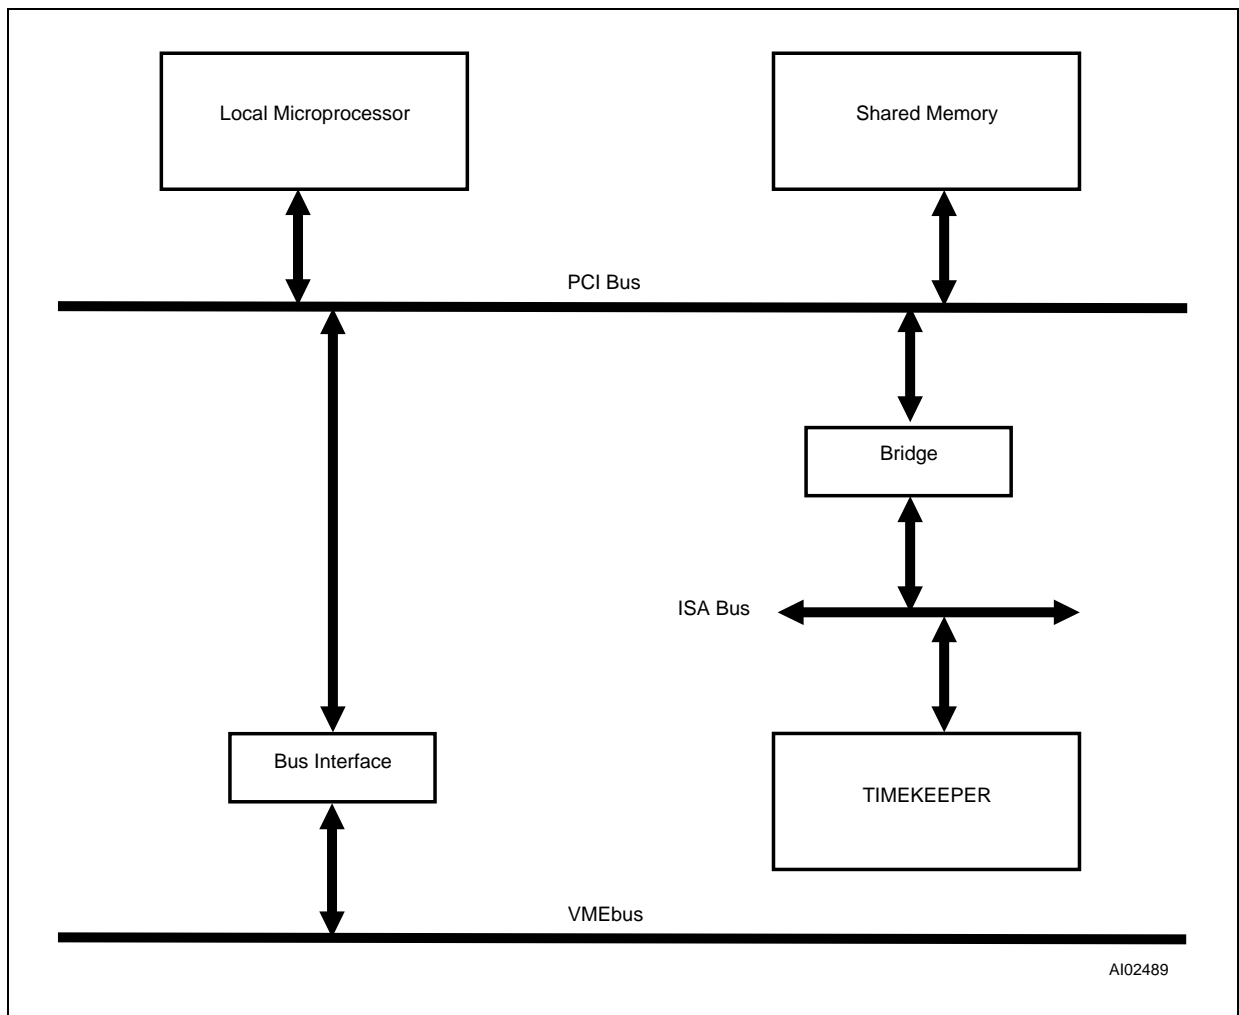 Local Microprocessor
Shared Memory
PCI Bus
Bridge
ISA Bus
Bus Interface
TIMEKEEPER
VMEbus
AI02489